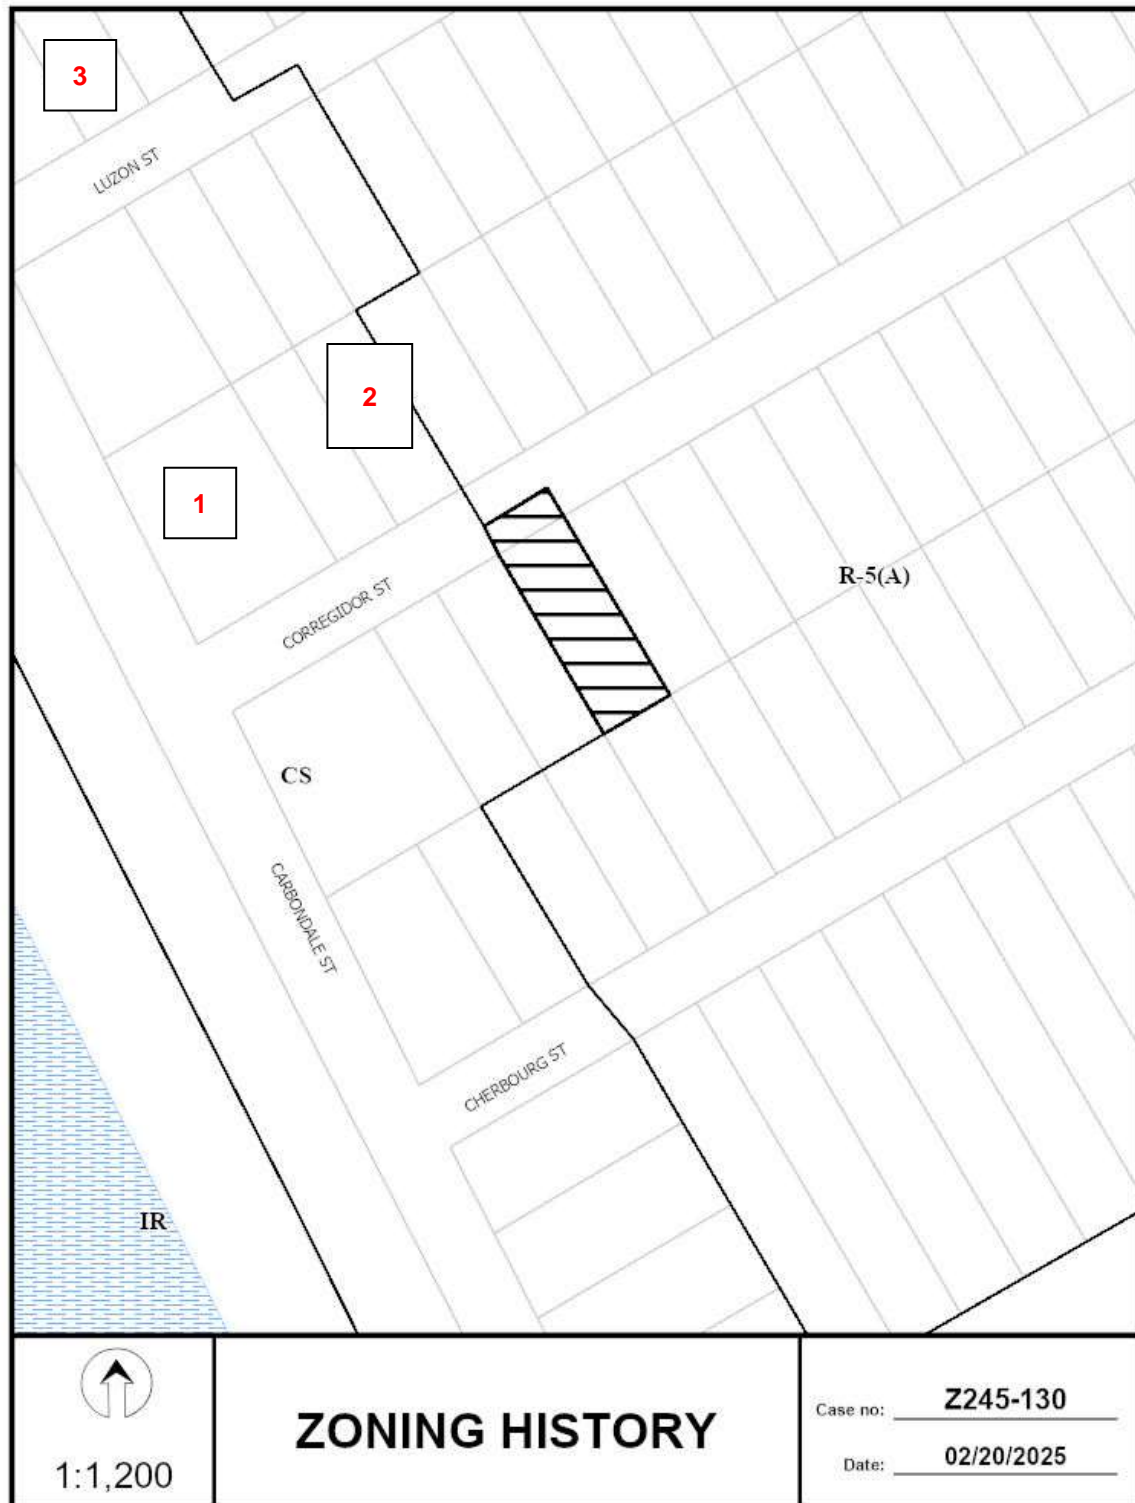 3
LUZON ST
2
1
R-5(A)
CORREGIDOR ST
CS
CARBONDALE ST
CHERBOURG ST
IR
1:1,200
ZONING HISTORY
Case no: Z245-130
Date: 02/20/2025